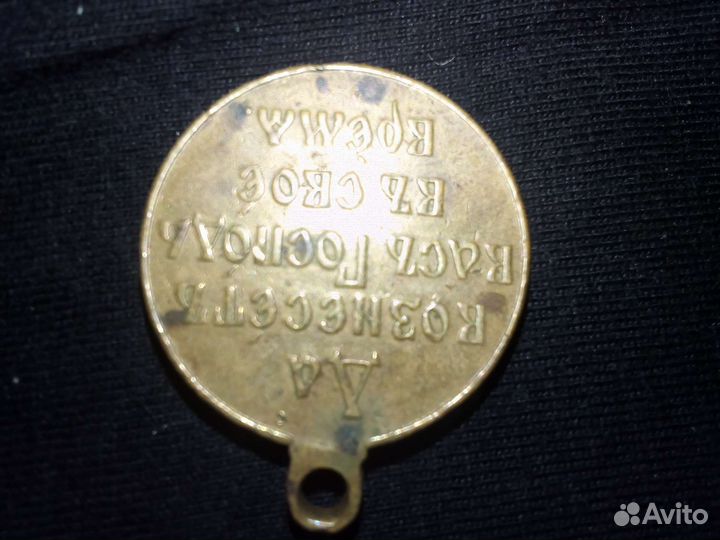 ДА
ВОЗНЕСЕТЪ
ВАСЪ ГОСПОДЬ
ВЪ СВОЕ
ВРЕМЯ.
Avito